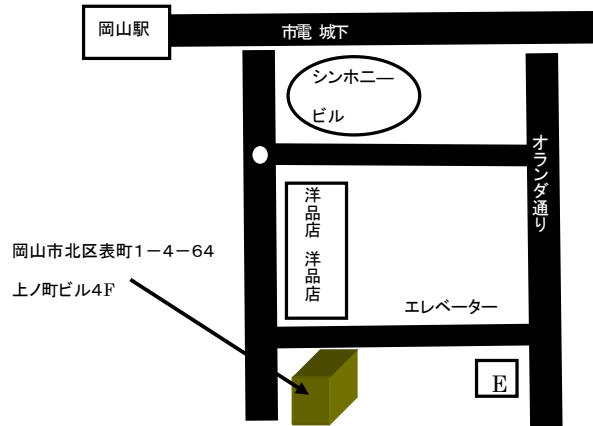 岡山駅
市電 城下
シンホニー
ビル
オランダ通り
洋品店 洋品店
岡山市北区表町1－4－64
上ノ町ビル4F
エレベーター
E